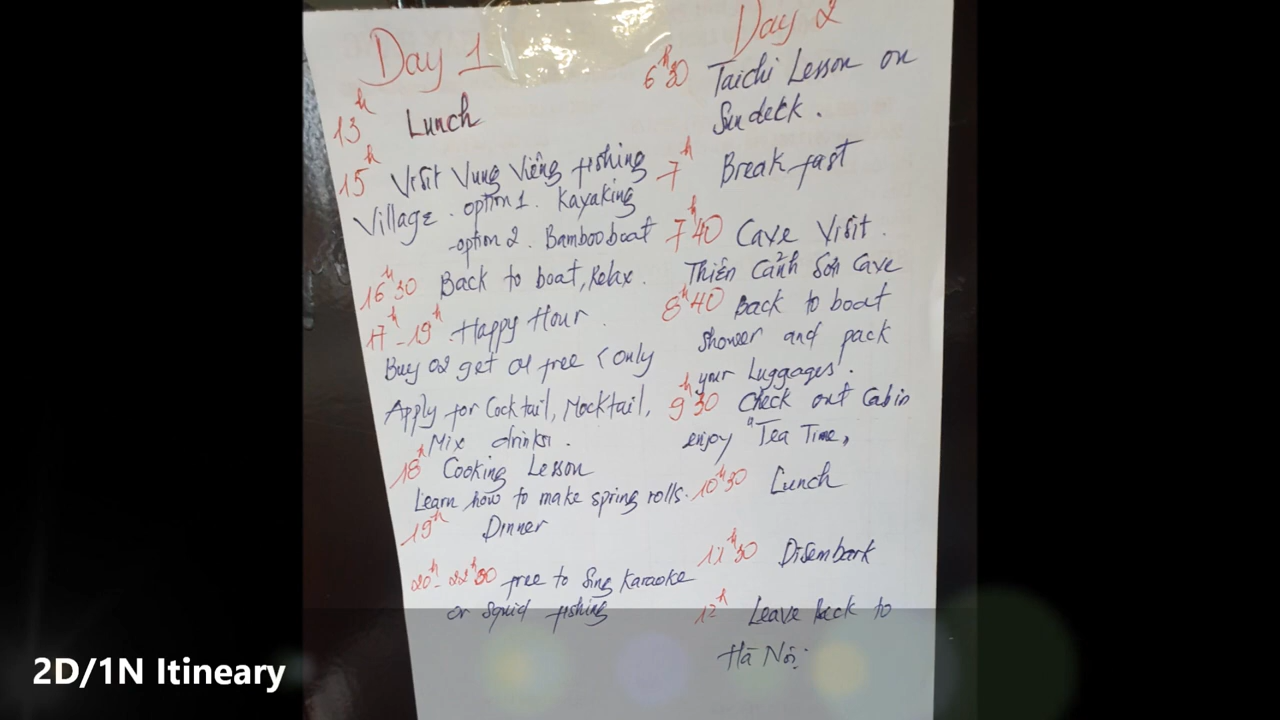 Day 1
13h Lunch
15h Visit Vung Viêng fishing
Village. option 1. Kayaking
-option 2. Bamboo boat
16h30 Back to boat, Relax.
17h-19h. Happy Hour.
Buy 02 get 01 free (only
Apply for Cocktail, Mocktail,
Mix drinks.
18h Cooking Lesson
Learn how to make spring rolls.
19h Dinner
20h-22h30 free to Sing Karaoke
or Squid fishing
Day 2
6h30 Taichi Lesson on
Sundeck.
7h Breakfast
7h40 Cave Visit.
Thiên Cảnh Sơn Cave
8h40 Back to boat
shower and pack
your Luggages.
9h30 Check out Cabin
enjoy "Tea Time"
10h30 Lunch
11h30 Disembark
12h Leave back to
Hà Nội.
2D/1N Itineary